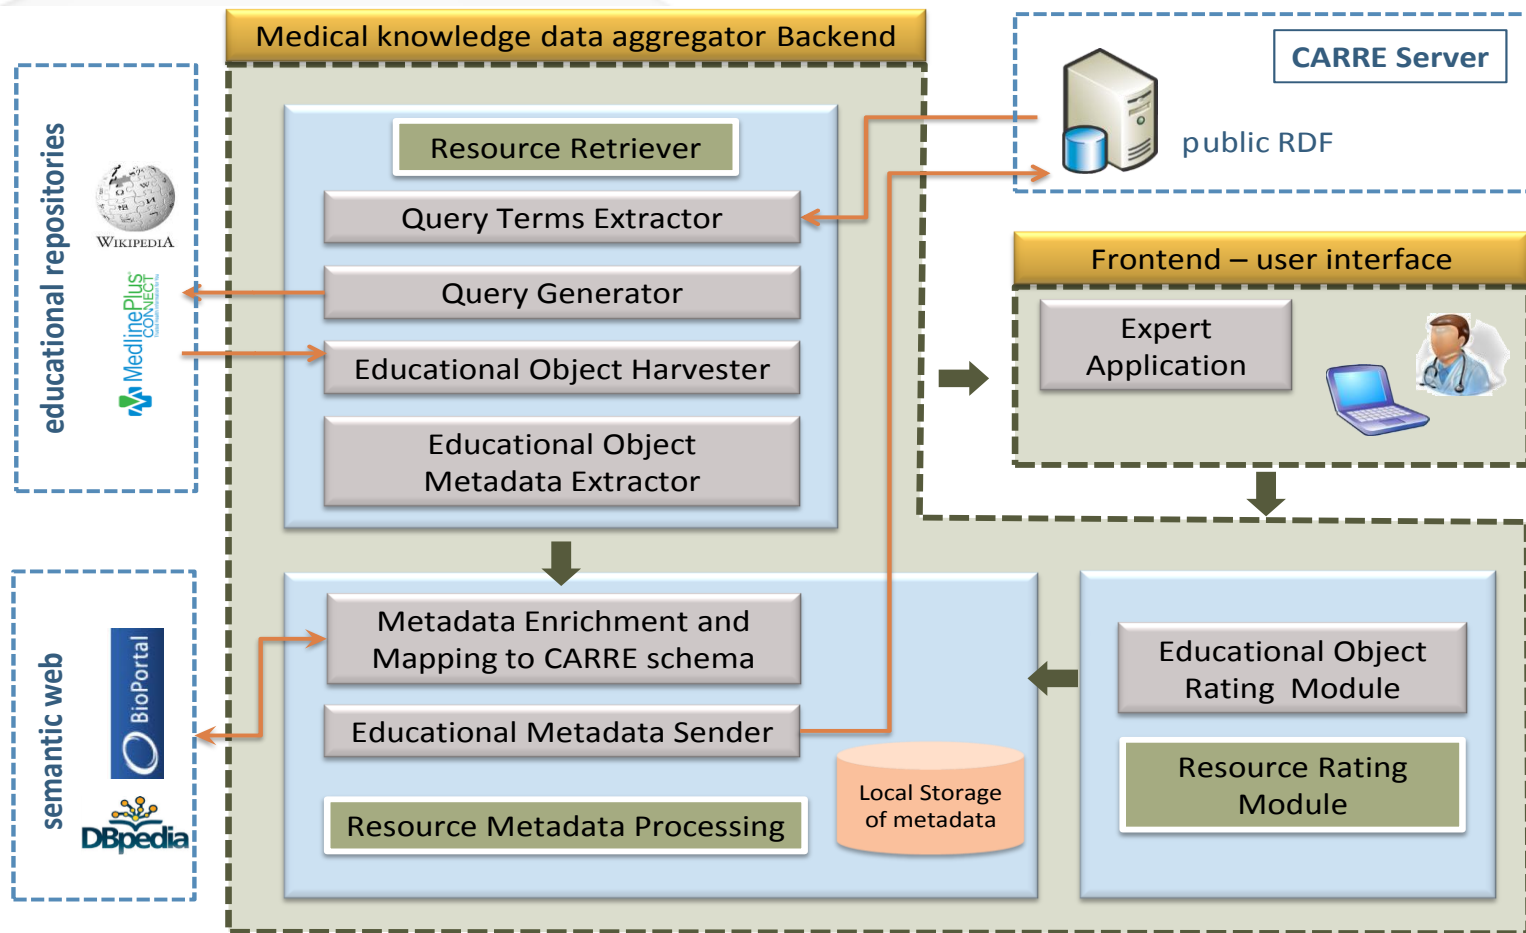 Medical knowledge data aggregator Backend
CARRE Server
public RDF
educational repositories
WIKIPEDIA
MedlinePlus
CONNECT
Resource Retriever
Query Terms Extractor
Query Generator
Educational Object Harvester
Educational Object
Metadata Extractor
Frontend – user interface
Expert
Application
semantic web
BioPortal
DBpedia
Metadata Enrichment and
Mapping to CARRE schema
Educational Metadata Sender
Resource Metadata Processing
Local Storage
of metadata
Educational Object
Rating Module
Resource Rating
Module